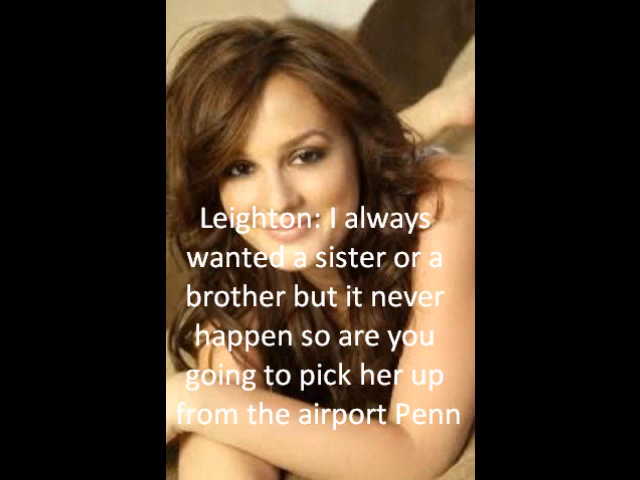 Leighton: I always
wanted a sister or a
brother but it never
happen so are you
going to pick her up
from the airport Penn